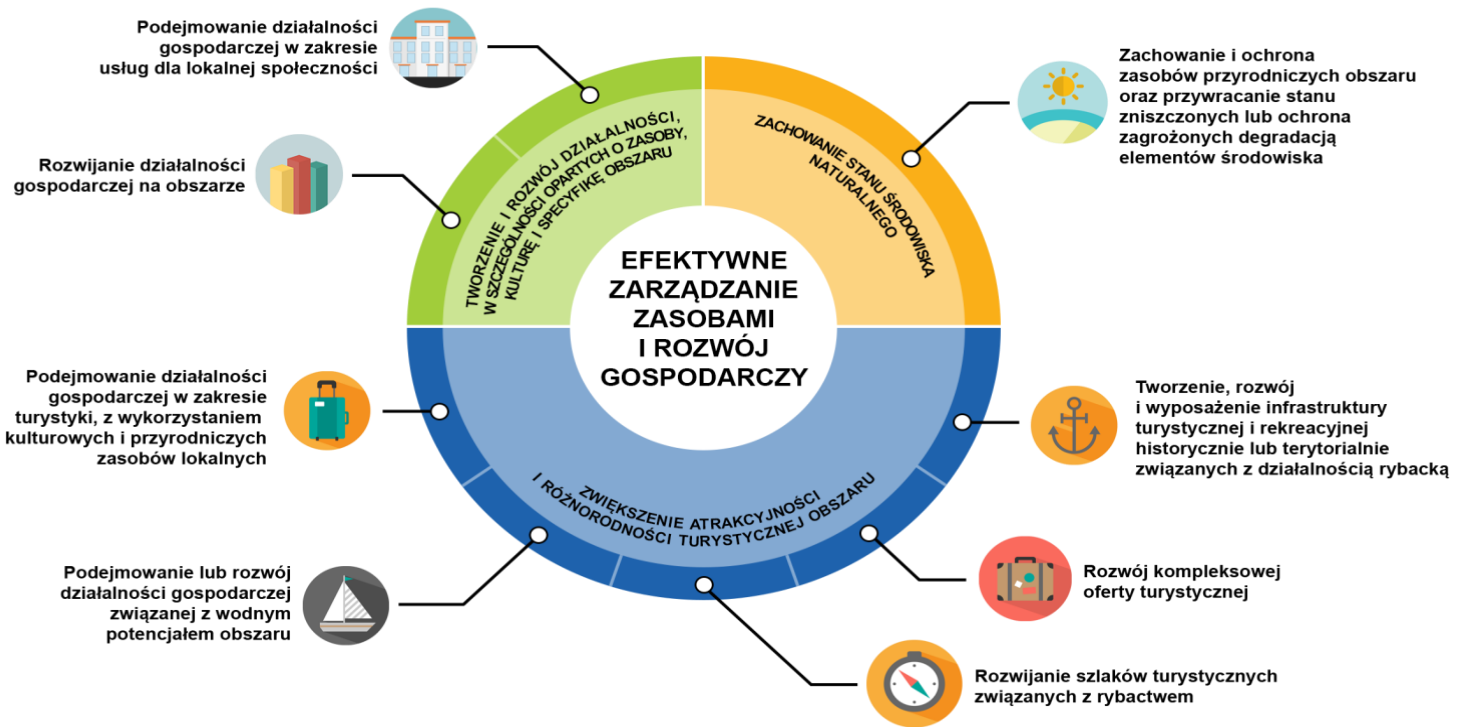 Podejmowanie działalności
gospodarczej w zakresie
usług dla lokalnej społeczności
Rozwijanie działalności
gospodarczej na obszarze
TWORZENIE I ROZWÓJ DZIAŁALNOŚCI,
W SZCZEGÓLNOŚCI OPARTYCH O ZASOBY,
KULTURĘ I SPECYFIKĘ OBSZARU
ZACHOWANIE STANU ŚRODOWISKA
NATURALNEGO
Zachowanie i ochrona
zasobów przyrodniczych obszaru
oraz przywracanie stanu
zniszczonych lub ochrona
zagrożonych degradacją
elementów środowiska
EFEKTYWNE
ZARZĄDZANIE
ZASOBAMI
I ROZWÓJ
GOSPODARCZY
Podejmowanie działalności
gospodarczej w zakresie
turystyki, z wykorzystaniem
kulturowych i przyrodniczych
zasobów lokalnych
Tworzenie, rozwój
i wyposażenie infrastruktury
turystycznej i rekreacyjnej
historycznie lub terytorialnie
związanych z działalnością rybacką
ZWIĘKSZENIE ATRAKCYJNOŚCI
I RÓŻNORODNOŚCI TURYSTYCZNEJ OBSZARU
Podejmowanie lub rozwój
działalności gospodarczej
związanej z wodnym
potencjałem obszaru
Rozwój kompleksowej
oferty turystycznej
Rozwijanie szlaków turystycznych
związanych z rybactwem